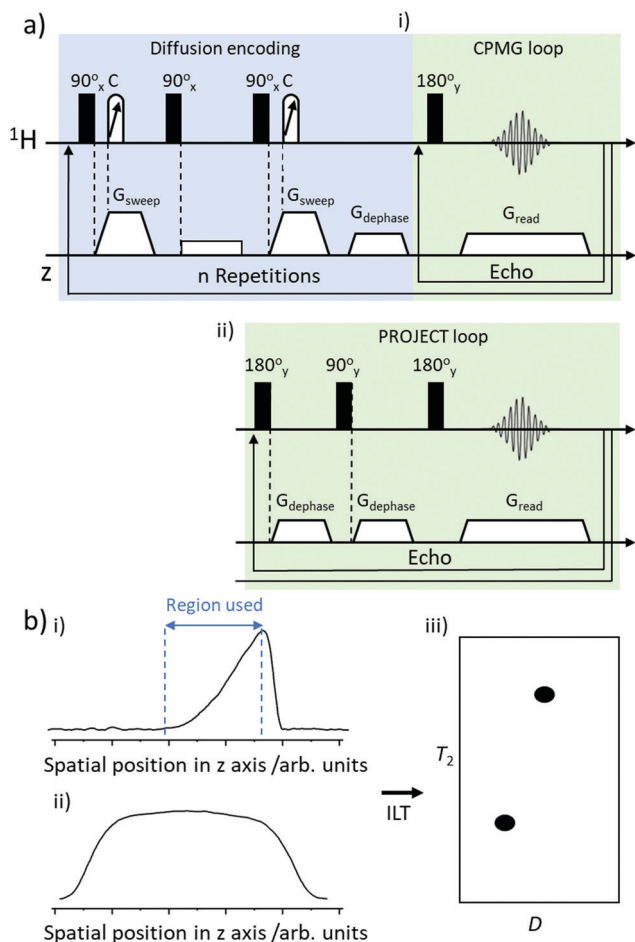 a)
i)
Diffusion encoding
CPMG loop
90°x C 90°x 90°x C 180°y
1H
Gsweep Gsweep Gdephase Gread
z
n Repetitions
Echo
ii)
PROJECT loop
180°y 90°y 180°y
Gdephase Gdephase Gread
Echo
b)
i)
Region used
Spatial position in z axis /arb. units
ii)
Spatial position in z axis /arb. units
ILT
iii)
T2
D